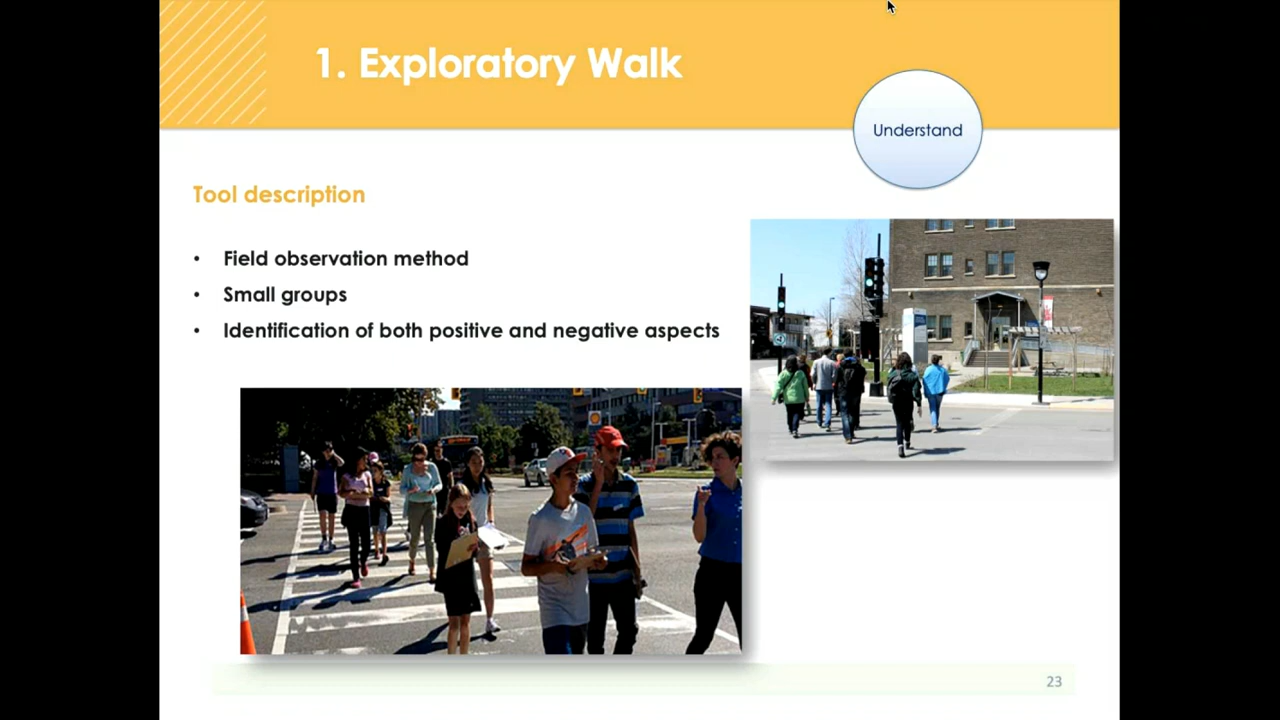 1. Exploratory Walk
Understand
Tool description
• Field observation method
• Small groups
• Identification of both positive and negative aspects
23